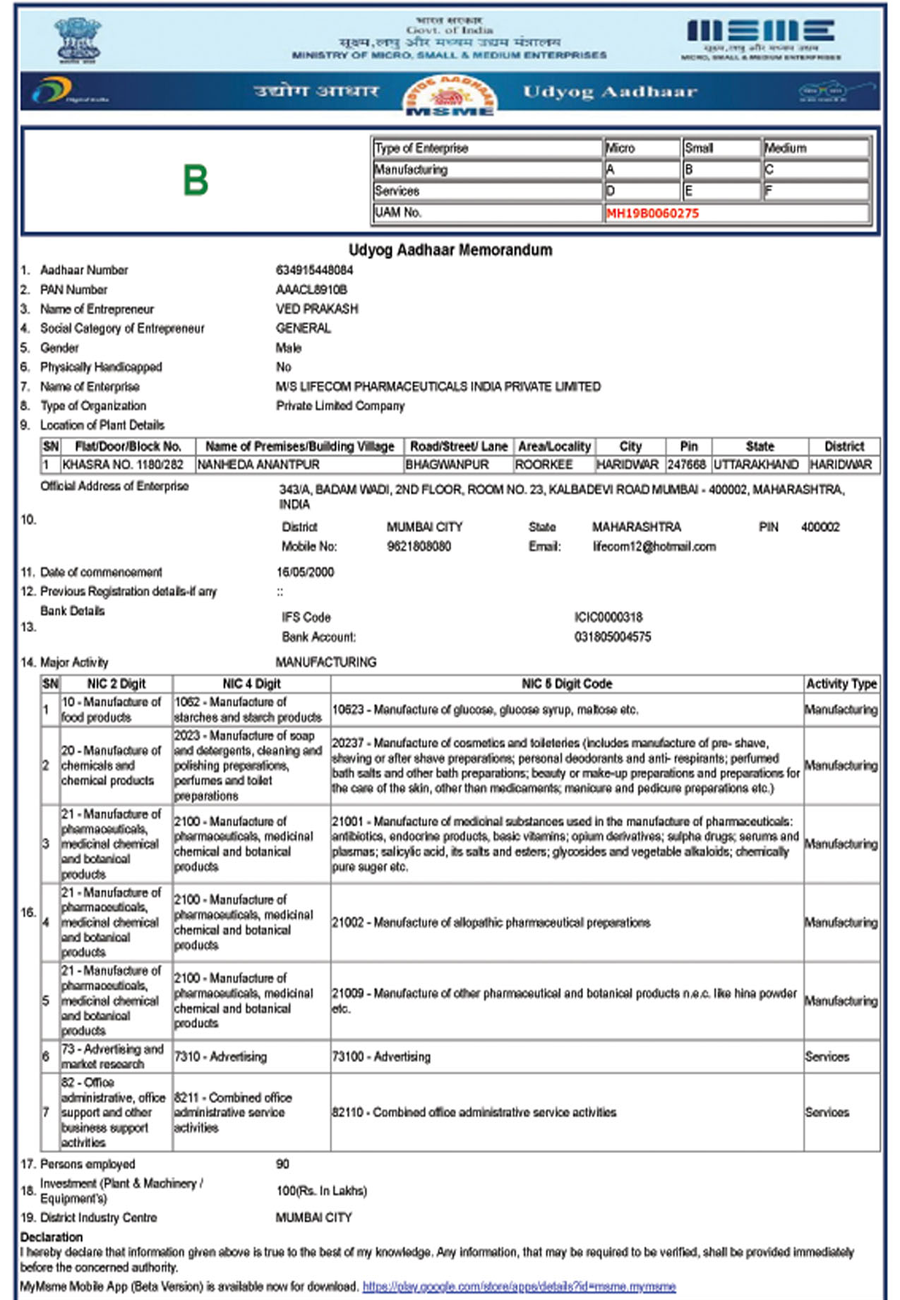 भारत सरकार
Govt. of India
सूक्ष्म,लघु और मध्यम उद्यम मंत्रालय
MINISTRY OF MICRO, SMALL & MEDIUM ENTERPRISES
MSME
सूक्ष्म,लघु और मध्यम उद्यम
MICRO, SMALL & MEDIUM ENTERPRISES
Digital India
उद्योग आधार
UDYOG AADHAAR
MSME
Udyog Aadhaar
B
Type of Enterprise Micro Small Medium
Manufacturing A B C
Services D E F
UAM No. MH19B0060275
Udyog Aadhaar Memorandum
1. Aadhaar Number 634915448084
2. PAN Number AAACL8910B
3. Name of Entrepreneur VED PRAKASH
4. Social Category of Entrepreneur GENERAL
5. Gender Male
6. Physically Handicapped No
7. Name of Enterprise M/S LIFECOM PHARMACEUTICALS INDIA PRIVATE LIMITED
8. Type of Organization Private Limited Company
9. Location of Plant Details
SN Flat/Door/Block No. Name of Premises/Building Village Road/Street/ Lane Area/Locality City Pin State District
1 KHASRA NO. 1180/282 NANHEDA ANANTPUR BHAGWANPUR ROORKEE HARIDWAR 247668 UTTARAKHAND HARIDWAR
Official Address of Enterprise 343/A, BADAM WADI, 2ND FLOOR, ROOM NO. 23, KALBADEVI ROAD MUMBAI - 400002, MAHARASHTRA,
INDIA
10.
District MUMBAI CITY State MAHARASHTRA PIN 400002
Mobile No: 9621808080 Email: lifecom12@hotmail.com
11. Date of commencement 16/05/2000
12. Previous Registration details-if any ::
Bank Details
13.
IFS Code ICIC0000318
Bank Account: 031805004575
14. Major Activity MANUFACTURING
SN NIC 2 Digit NIC 4 Digit NIC 5 Digit Code Activity Type
1
10 - Manufacture of
food products
1062 - Manufacture of
starches and starch products
10623 - Manufacture of glucose, glucose syrup, maltose etc.
Manufacturing
2
20 - Manufacture of
chemicals and
chemical products
2023 - Manufacture of soap
and detergents, cleaning and
polishing preparations,
perfumes and toilet
preparations
20237 - Manufacture of cosmetics and toileteries (includes manufacture of pre- shave,
shaving or after shave preparations; personal deodorants and anti- respirants; perfumed
bath salts and other bath preparations; beauty or make-up preparations and preparations for
the care of the skin, other than medicaments; manicure and pedicure preparations etc.)
Manufacturing
3
21 - Manufacture of
pharmaceuticals,
medicinal chemical
and botanical
products
2100 - Manufacture of
pharmaceuticals, medicinal
chemical and botanical
products
21001 - Manufacture of medicinal substances used in the manufacture of pharmaceuticals:
antibiotics, endocrine products, basic vitamins; opium derivatives; sulpha drugs; serums and
plasmas; salicylic acid, its salts and esters; glycosides and vegetable alkaloids; chemically
pure suger etc.
Manufacturing
16.
4
21 - Manufacture of
pharmaceuticals,
medicinal chemical
and botanical
products
2100 - Manufacture of
pharmaceuticals, medicinal
chemical and botanical
products
21002 - Manufacture of allopathic pharmaceutical preparations
Manufacturing
5
21 - Manufacture of
pharmaceuticals,
medicinal chemical
and botanical
products
2100 - Manufacture of
pharmaceuticals, medicinal
chemical and botanical
products
21009 - Manufacture of other pharmaceutical and botanical products n.e.c. like hina powder
etc.
Manufacturing
6
73 - Advertising and
market research
7310 - Advertising
73100 - Advertising
Services
7
82 - Office
administrative, office
support and other
business support
activities
8211 - Combined office
administrative service
activities
82110 - Combined office administrative service activities
Services
17. Persons employed 90
18. Investment (Plant & Machinery /
Equipment's) 100(Rs. In Lakhs)
19. District Industry Centre MUMBAI CITY
Declaration
I hereby declare that information given above is true to the best of my knowledge. Any information, that may be required to be verified, shall be provided immediately
before the concerned authority.
MyMsme Mobile App (Beta Version) is available now for download. https://play.google.com/store/apps/details?id=msme.mymsme